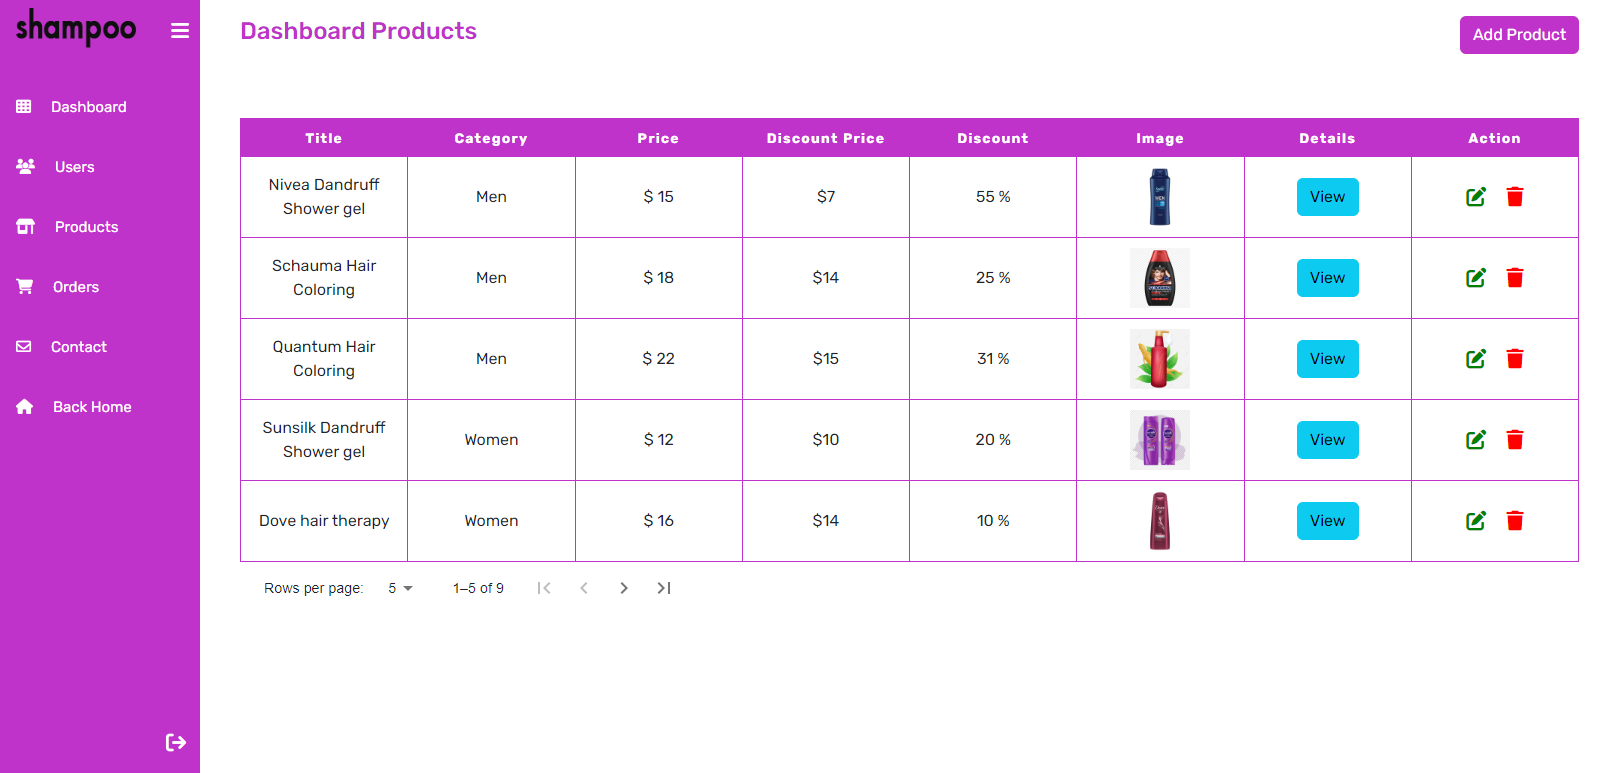 shampoo
Dashboard
Users
Products
Orders
Contact
Back Home
Dashboard Products
Add Product
Title Category Price Discount Price Discount Image Details Action
Nivea Dandruff
Shower gel
Men $ 15 $7 55 % View
Schauma Hair
Coloring
Men $ 18 $14 25 % View
Quantum Hair
Coloring
Men $ 22 $15 31 % View
Sunsilk Dandruff
Shower gel
Women $ 12 $10 20 % View
Dove hair therapy Women $ 16 $14 10 % View
Rows per page: 5 1–5 of 9